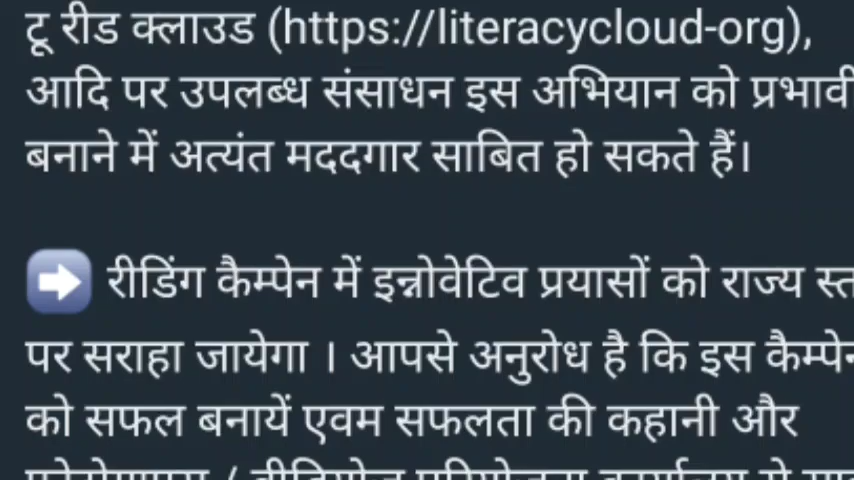 टू रीड क्लाउड (https://literacycloud-org),
आदि पर उपलब्ध संसाधन इस अभियान को प्रभावी
बनाने में अत्यंत मददगार साबित हो सकते हैं।
➡ रीडिंग कैम्पेन में इन्नोवेटिव प्रयासों को राज्य
पर सराहा जायेगा । आपसे अनुरोध है कि इस कैम्पेन
को सफल बनायें एवम सफलता की कहानी और